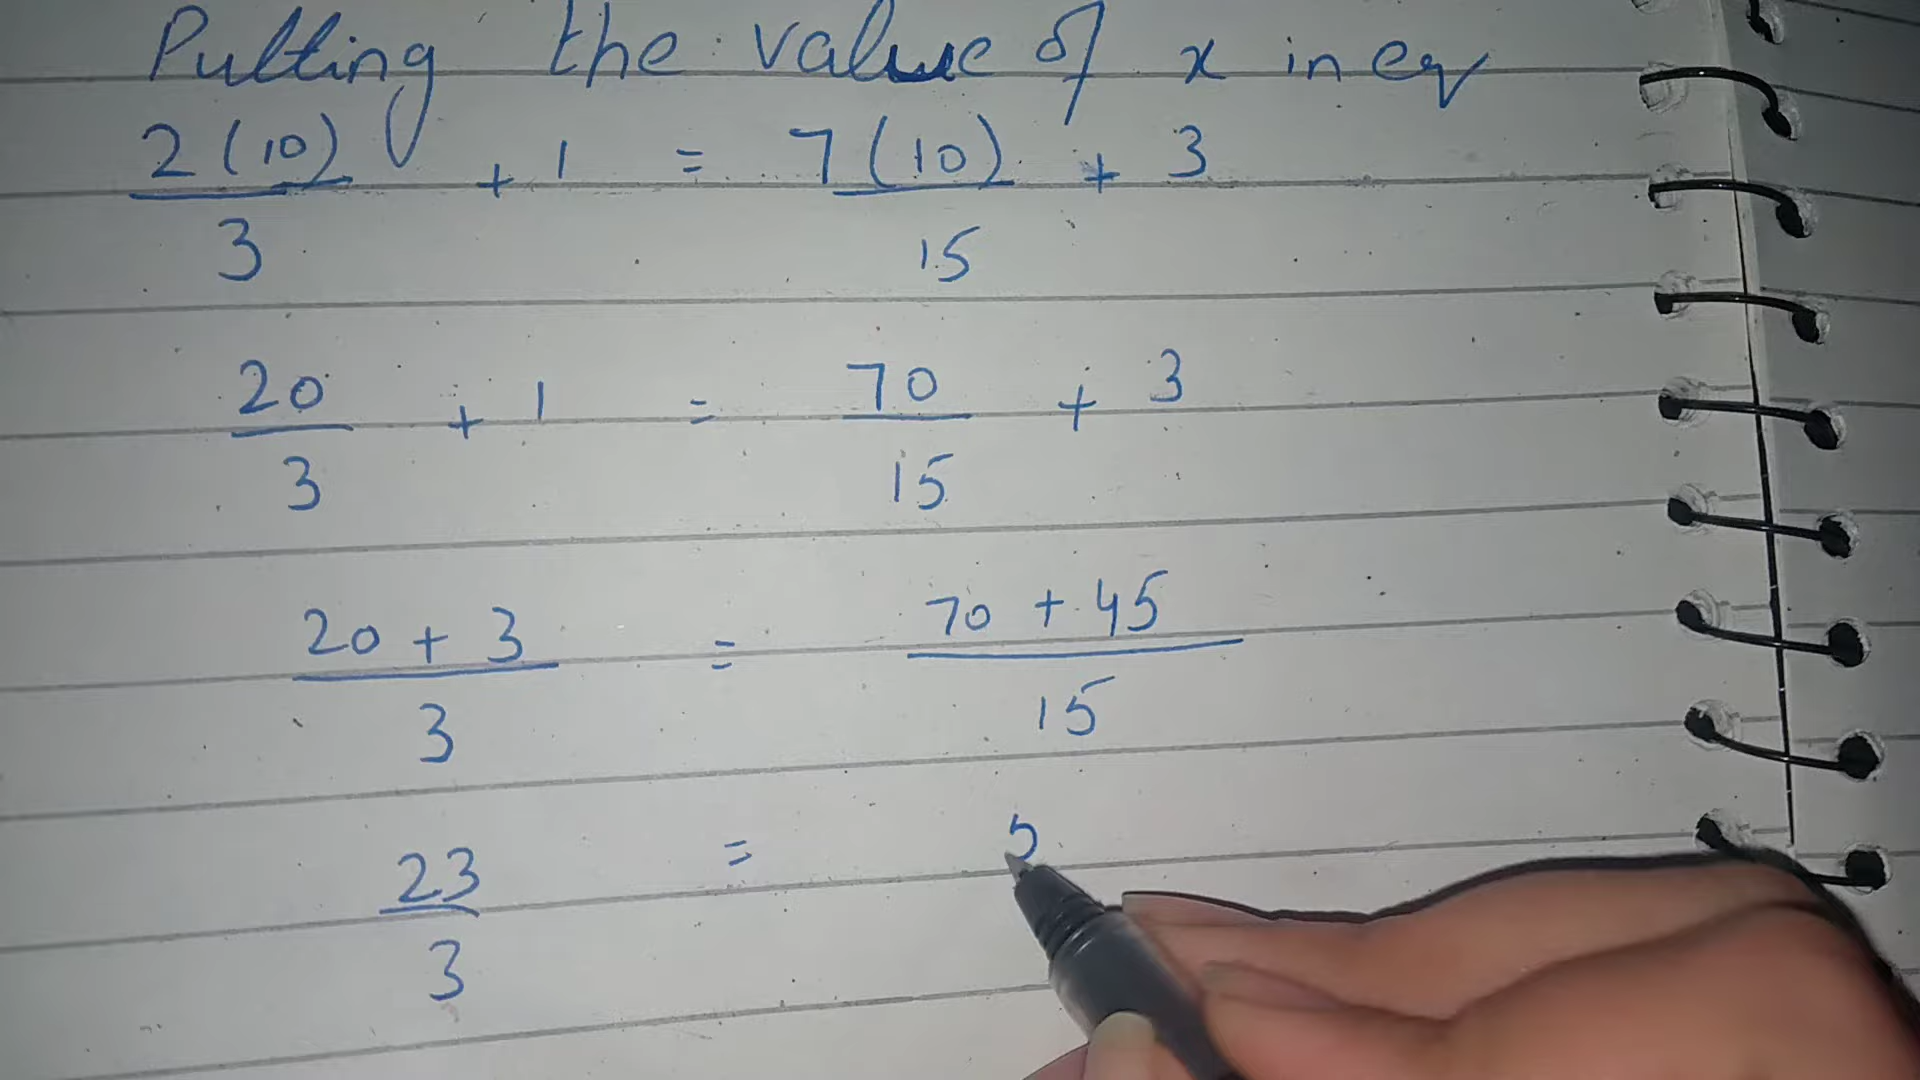 Putting the value of x in eq
2(10)/3 + 1 = 7(10)/15 + 3
20/3 + 1 = 70/15 + 3
20 + 3/3 = 70 + 45/15
23/3 = 5